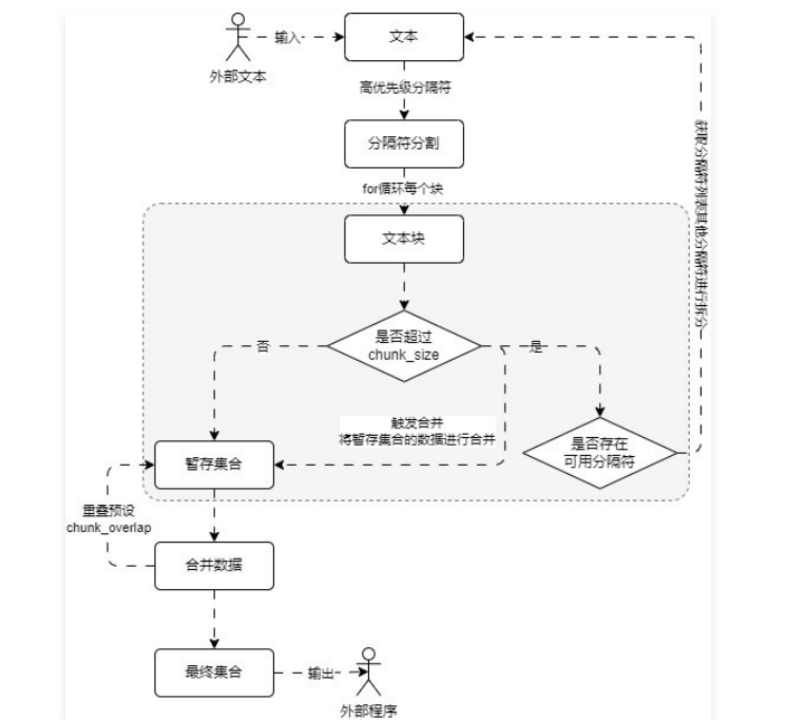 输入
文本
外部文本
高优先级分隔符
分隔符分割
for循环每个块
文本块
是否超过
chunk_size
否
是
触发合并
将暂存集合的数据进行合并
是否存在
可用分隔符
获取分隔符列表其他分隔符进行拆分
暂存集合
重叠预设
chunk_overlap
合并数据
最终集合
输出
外部程序